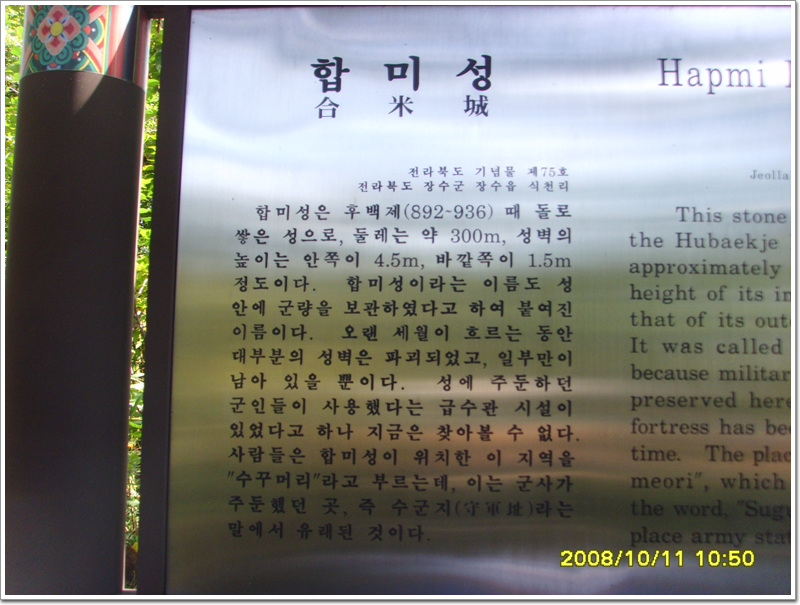 합미성
合米城
전라북도 기념물 제75호
전라북도 장수군 장수읍 식천리
합미성은 후백제(892~936) 때 돌로
쌓은 성으로, 둘레는 약 300m, 성벽의
높이는 안쪽이 4.5m, 바깥쪽이 1.5m
정도이다. 합미성이라는 이름도 성
안에 군량을 보관하였다고 하여 붙여진
이름이다. 오랜 세월이 흐르는 동안
대부분의 성벽은 파괴되었고, 일부만이
남아 있을 뿐이다. 성에 주둔하던
군인들이 사용했다는 급수관 시설이
있었다고 하나 지금은 찾아볼 수 없다.
사람들은 합미성이 위치한 이 지역을
"수꾸머리"라고 부르는데, 이는 군사가
주둔했던 곳, 즉 수군지(守軍址)라는
말에서 유래된 것이다.
Hapmi
Jeolla
This stone
the Hubaekje
approximately
height of its
that of its
It was called
because
preserved
fortress has
time. The
meori", which
the word,
place army
2008/10/11 10:50